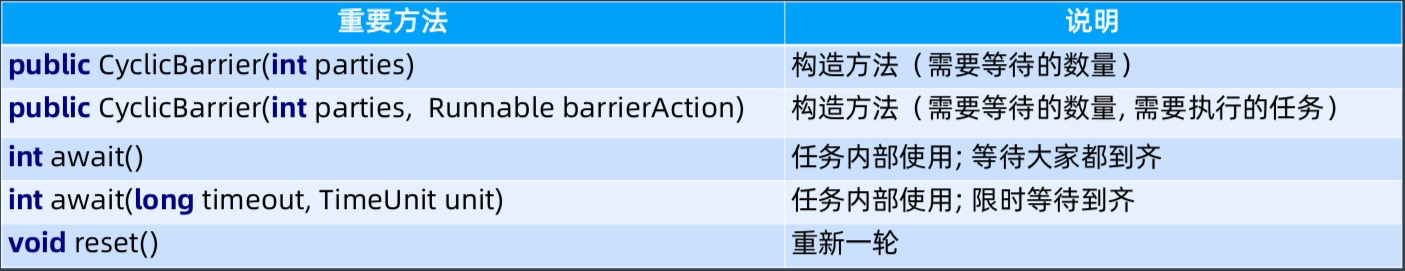 重要方法 说明
public CyclicBarrier(int parties) 构造方法（需要等待的数量）
public CyclicBarrier(int parties, Runnable barrierAction) 构造方法（需要等待的数量, 需要执行的任务）
int await() 任务内部使用; 等待大家都到齐
int await(long timeout, TimeUnit unit) 任务内部使用; 限时等待到齐
void reset() 重新一轮